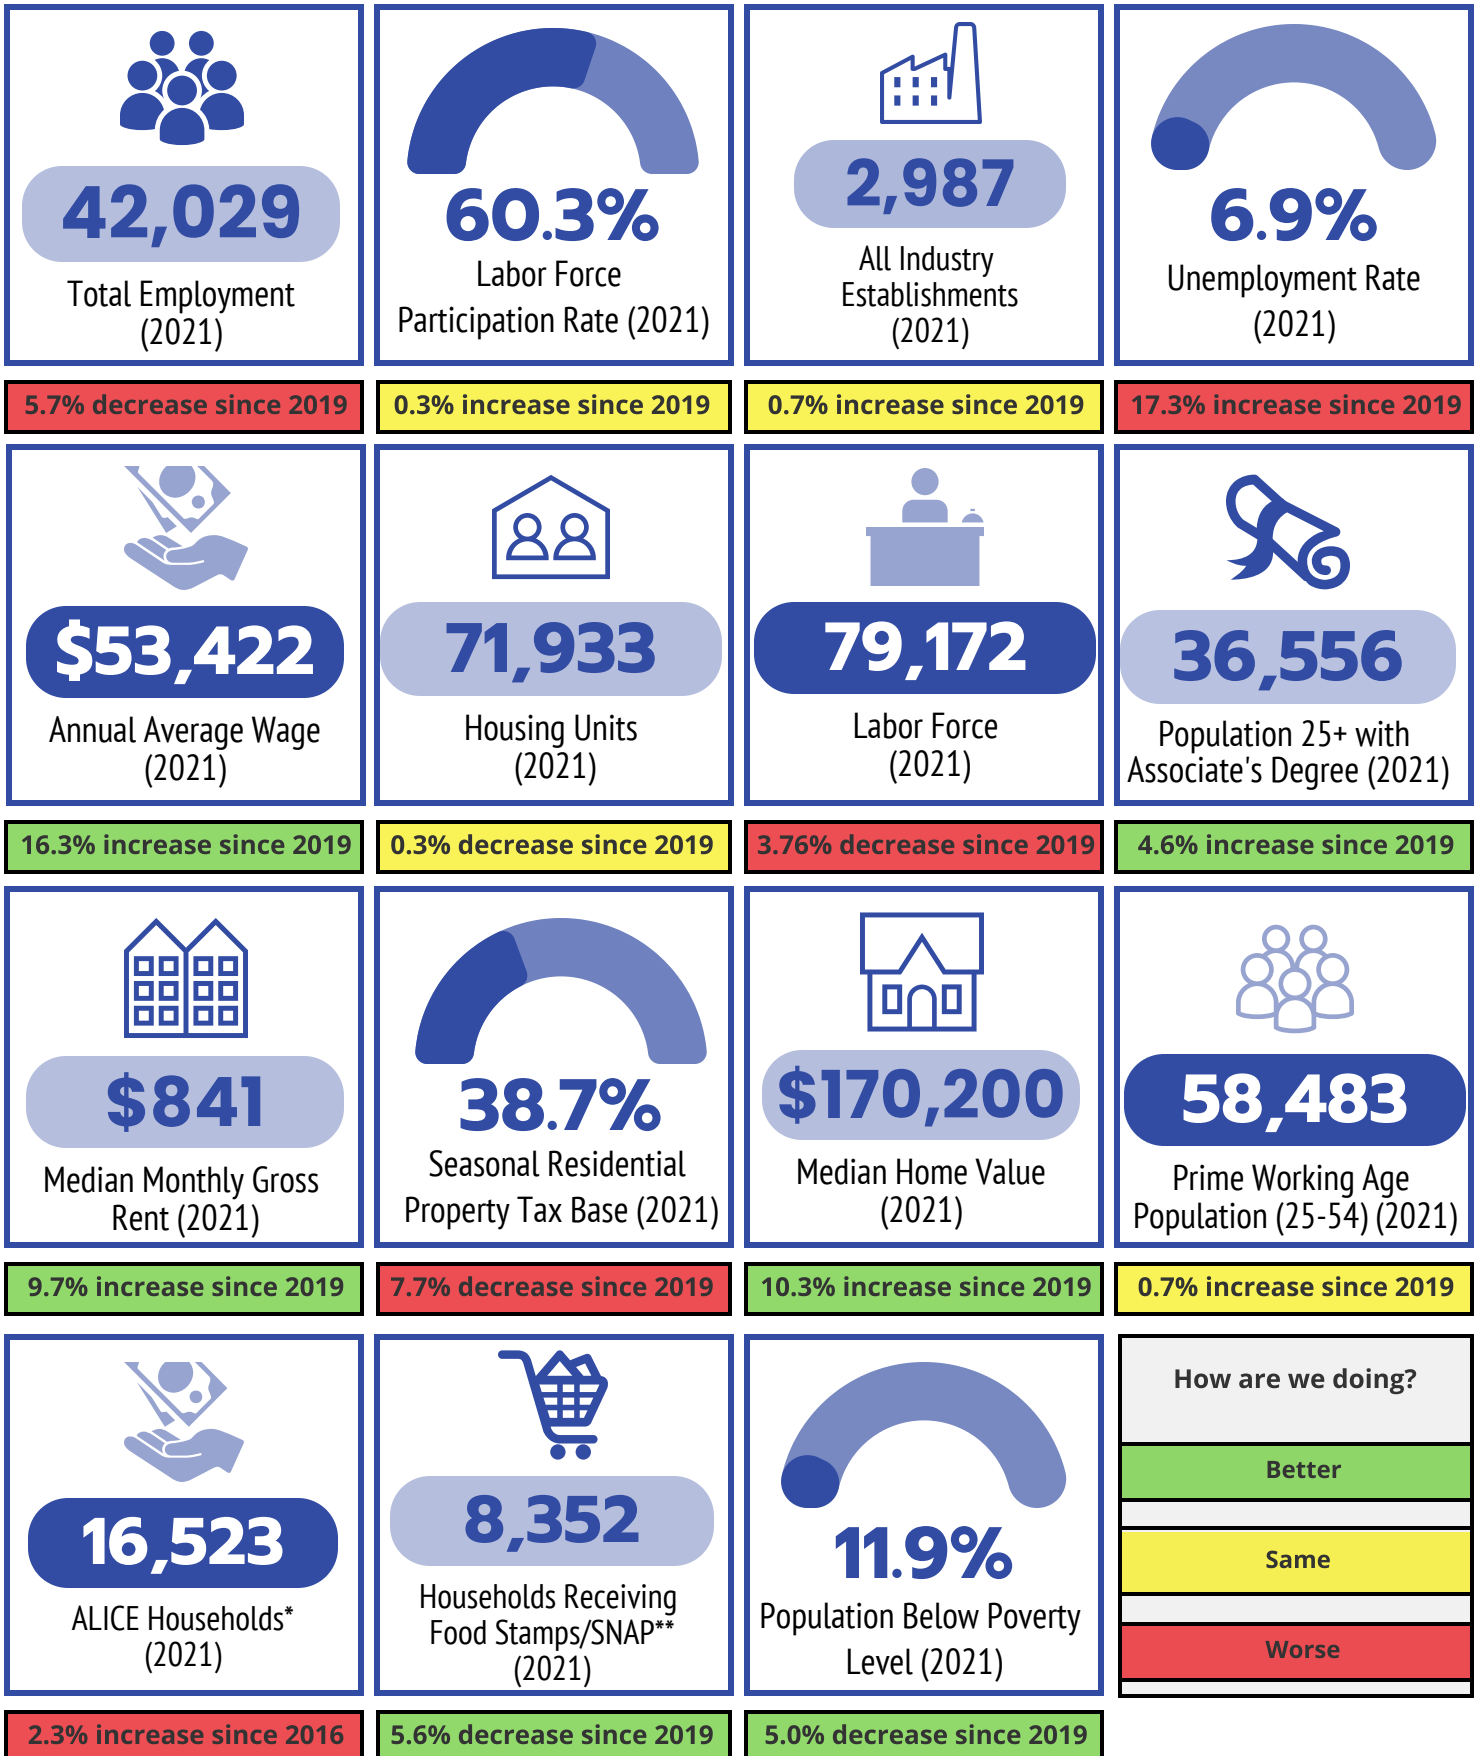 42,029
Total Employment
(2021)
5.7% decrease since 2019
60.3%
Labor Force
Participation Rate (2021)
0.3% increase since 2019
2,987
All Industry
Establishments
(2021)
0.7% increase since 2019
6.9%
Unemployment Rate
(2021)
17.3% increase since 2019
$53,422
Annual Average Wage
(2021)
16.3% increase since 2019
71,933
Housing Units
(2021)
0.3% decrease since 2019
79,172
Labor Force
(2021)
3.76% decrease since 2019
36,556
Population 25+ with
Associate's Degree (2021)
4.6% increase since 2019
$841
Median Monthly Gross
Rent (2021)
9.7% increase since 2019
38.7%
Seasonal Residential
Property Tax Base (2021)
7.7% decrease since 2019
$170,200
Median Home Value
(2021)
10.3% increase since 2019
58,483
Prime Working Age
Population (25-54) (2021)
0.7% increase since 2019
16,523
ALICE Households*
(2021)
2.3% increase since 2016
8,352
Households Receiving
Food Stamps/SNAP**
(2021)
5.6% decrease since 2019
11.9%
Population Below Poverty
Level (2021)
5.0% decrease since 2019
How are we doing?
Better
Same
Worse